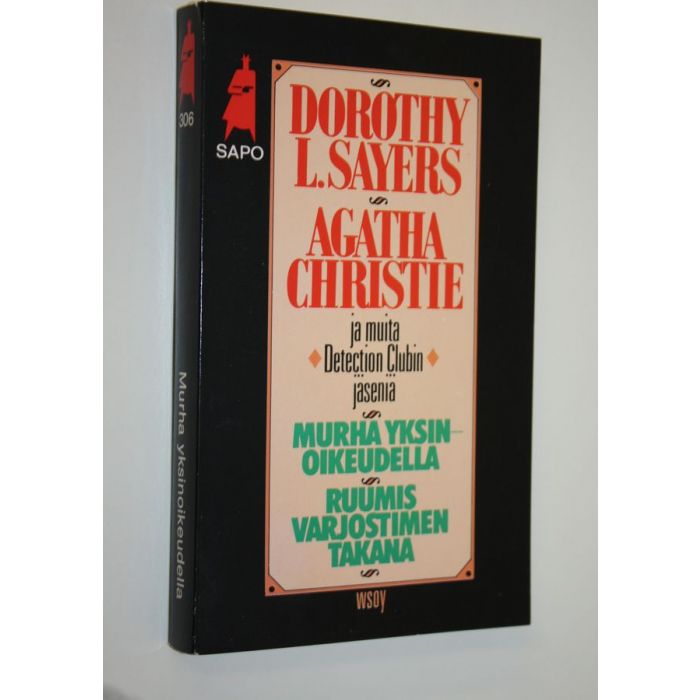 306
Murha yksinoikeudella
SAPO
DOROTHY
L. SAYERS
AGATHA
CHRISTIE
ja muita
Detection Clubin
jäseniä
MURHA YKSIN-
OIKEUDELLA
RUUMIS
VARJOSTIMEN
TAKANA
wsoy